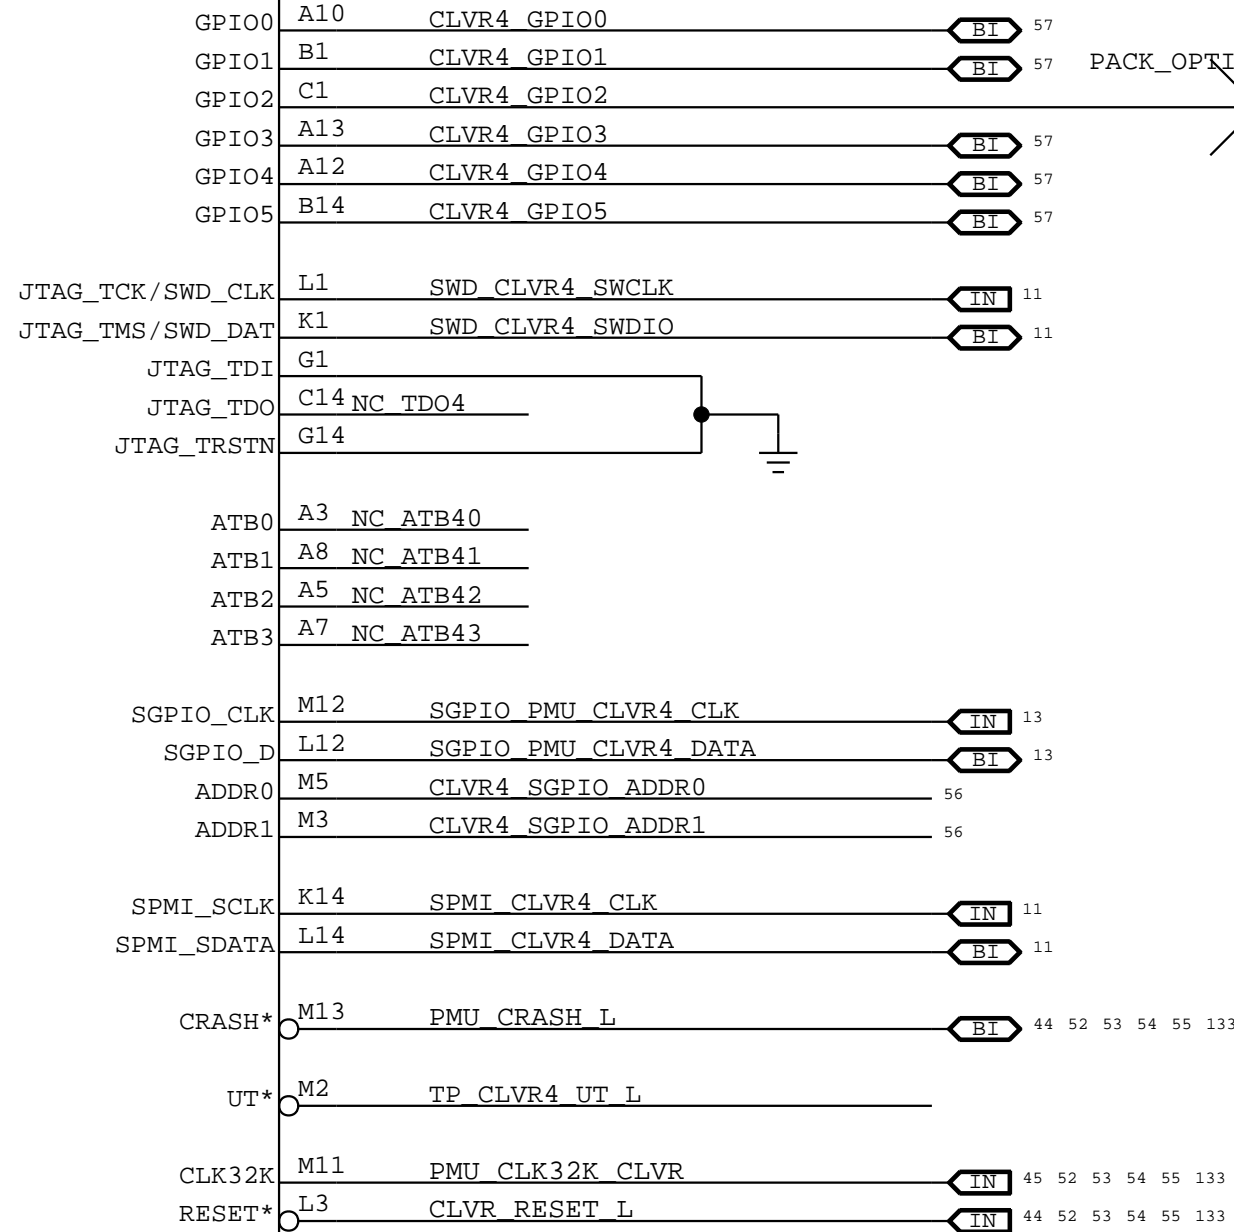 GPIO0 A10 CLVR4_GPIO0 BI 57
GPIO1 B1 CLVR4_GPIO1 BI 57 PACK_OPTI
GPIO2 C1 CLVR4_GPIO2
GPIO3 A13 CLVR4_GPIO3 BI 57
GPIO4 A12 CLVR4_GPIO4 BI 57
GPIO5 B14 CLVR4_GPIO5 BI 57
JTAG_TCK/SWD_CLK L1 SWD_CLVR4_SWCLK IN 11
JTAG_TMS/SWD_DAT K1 SWD_CLVR4_SWDIO BI 11
JTAG_TDI G1
JTAG_TDO C14 NC_TDO4
JTAG_TRSTN G14
ATB0 A3 NC_ATB40
ATB1 A8 NC_ATB41
ATB2 A5 NC_ATB42
ATB3 A7 NC_ATB43
SGPIO_CLK M12 SGPIO_PMU_CLVR4_CLK IN 13
SGPIO_D L12 SGPIO_PMU_CLVR4_DATA BI 13
ADDR0 M5 CLVR4_SGPIO_ADDR0 56
ADDR1 M3 CLVR4_SGPIO_ADDR1 56
SPMI_SCLK K14 SPMI_CLVR4_CLK IN 11
SPMI_SDATA L14 SPMI_CLVR4_DATA BI 11
CRASH* M13 PMU_CRASH_L BI 44 52 53 54 55 133
UT* M2 TP_CLVR4_UT_L
CLK32K M11 PMU_CLK32K_CLVR IN 45 52 53 54 55 133
RESET* L3 CLVR_RESET_L IN 44 52 53 54 55 133